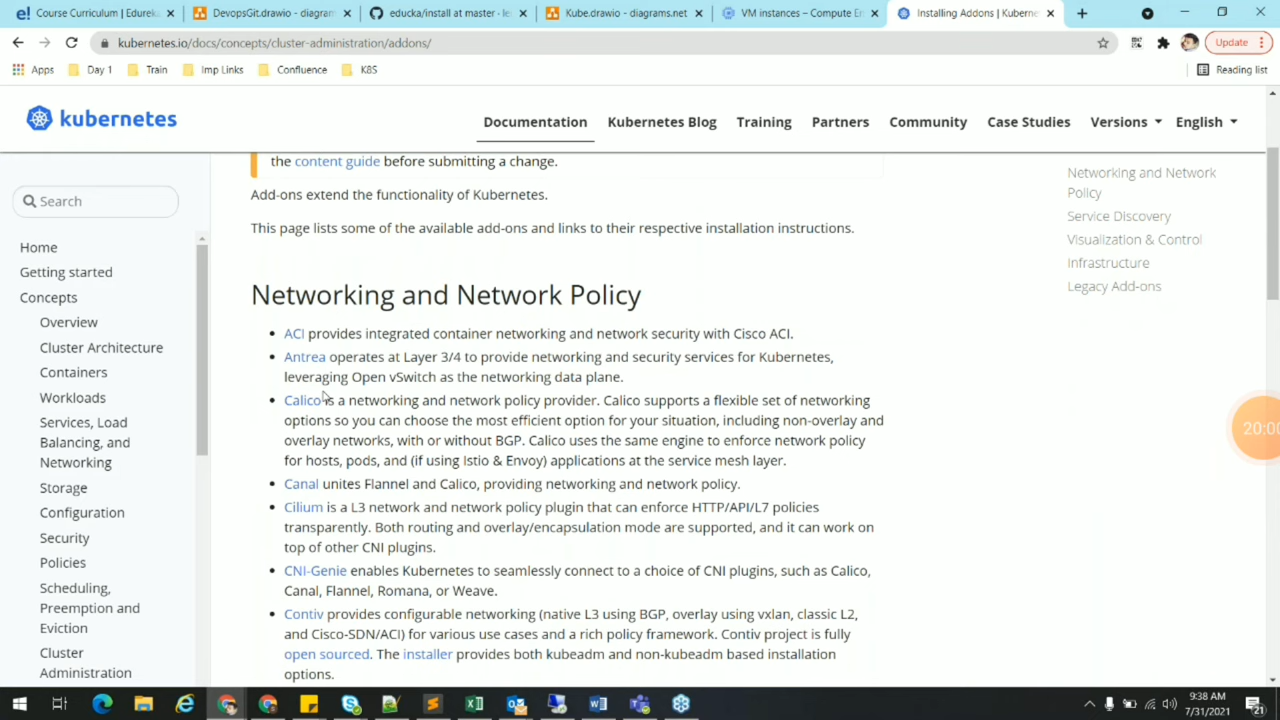 Course Curriculum | Edurek
DevopsGit.drawio - diagram
educka/install at master · le
Kube.drawio - diagrams.net
VM instances – Compute En
Installing Addons | Kuberne
kubernetes.io/docs/concepts/cluster-administration/addons/
Update
Apps
Day 1
Train
Imp Links
Confluence
K8S
Reading list
kubernetes
Documentation
Kubernetes Blog
Training
Partners
Community
Case Studies
Versions
English
Search
Home
Getting started
Concepts
Overview
Cluster Architecture
Containers
Workloads
Services, Load
Balancing, and
Networking
Storage
Configuration
Security
Policies
Scheduling,
Preemption and
Eviction
Cluster
Administration
the content guide before submitting a change.
Add-ons extend the functionality of Kubernetes.
This page lists some of the available add-ons and links to their respective installation instructions.
Networking and Network Policy
ACI provides integrated container networking and network security with Cisco ACI.
Antrea operates at Layer 3/4 to provide networking and security services for Kubernetes,
leveraging Open vSwitch as the networking data plane.
Calico is a networking and network policy provider. Calico supports a flexible set of networking
options so you can choose the most efficient option for your situation, including non-overlay and
overlay networks, with or without BGP. Calico uses the same engine to enforce network policy
for hosts, pods, and (if using Istio & Envoy) applications at the service mesh layer.
Canal unites Flannel and Calico, providing networking and network policy.
Cilium is a L3 network and network policy plugin that can enforce HTTP/API/L7 policies
transparently. Both routing and overlay/encapsulation mode are supported, and it can work on
top of other CNI plugins.
CNI-Genie enables Kubernetes to seamlessly connect to a choice of CNI plugins, such as Calico,
Canal, Flannel, Romana, or Weave.
Contiv provides configurable networking (native L3 using BGP, overlay using vxlan, classic L2,
and Cisco-SDN/ACI) for various use cases and a rich policy framework. Contiv project is fully
open sourced. The installer provides both kubeadm and non-kubeadm based installation
options.
Networking and Network
Policy
Service Discovery
Visualization & Control
Infrastructure
Legacy Add-ons
20:00
9:38 AM
7/31/2021
21